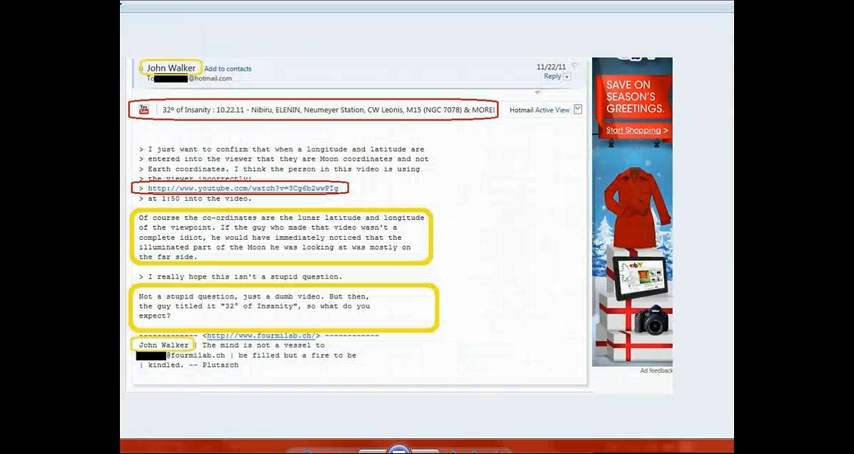 John Walker Add to contacts 11/22/11
To @hotmail.com Reply
SAVE ON
SEASON'S
GREETINGS.
Start Shopping >
You
32º of Insanity : 10.22.11 - Nibiru, ELENIN, Neumeyer Station, CW Leonis, M15 (NGC 7078) & MORE! Hotmail Active View
> I just want to confirm that when a longitude and latitude are
> entered into the viewer that they are Moon coordinates and not
> Earth coordinates. I think the person in this video is using
> the viewer incorrectly:
> http://www.youtube.com/watch?v=3Cg6b2wwPIg
> at 1:50 into the video.
Of course the co-ordinates are the lunar latitude and longitude
of the viewpoint. If the guy who made that video wasn't a
complete idiot, he would have immediately noticed that the
illuminated part of the Moon he was looking at was mostly on
the far side.
> I really hope this isn't a stupid question.
Not a stupid question, just a dumb video. But then,
the guy titled it "32º of Insanity", so what do you
expect?
------------ <http://www.fourmilab.ch/> ------------
John Walker | The mind is not a vessel to
@fourmilab.ch | be filled but a fire to be
| kindled. -- Plutarch
Ad feedback